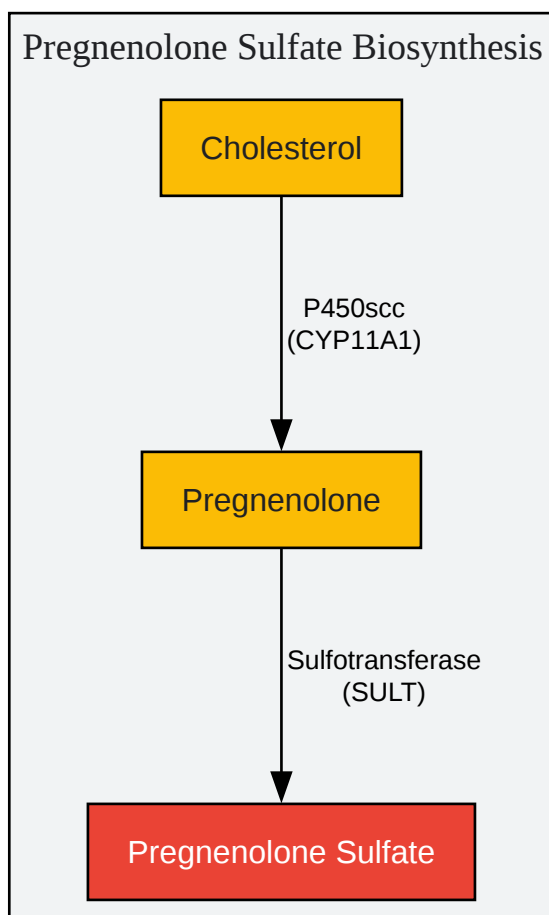 Pregnenolone Sulfate Biosynthesis
Cholesterol
P450scc
(CYP11A1)
Pregnenolone
Sulfotransferase
(SULT)
Pregnenolone Sulfate